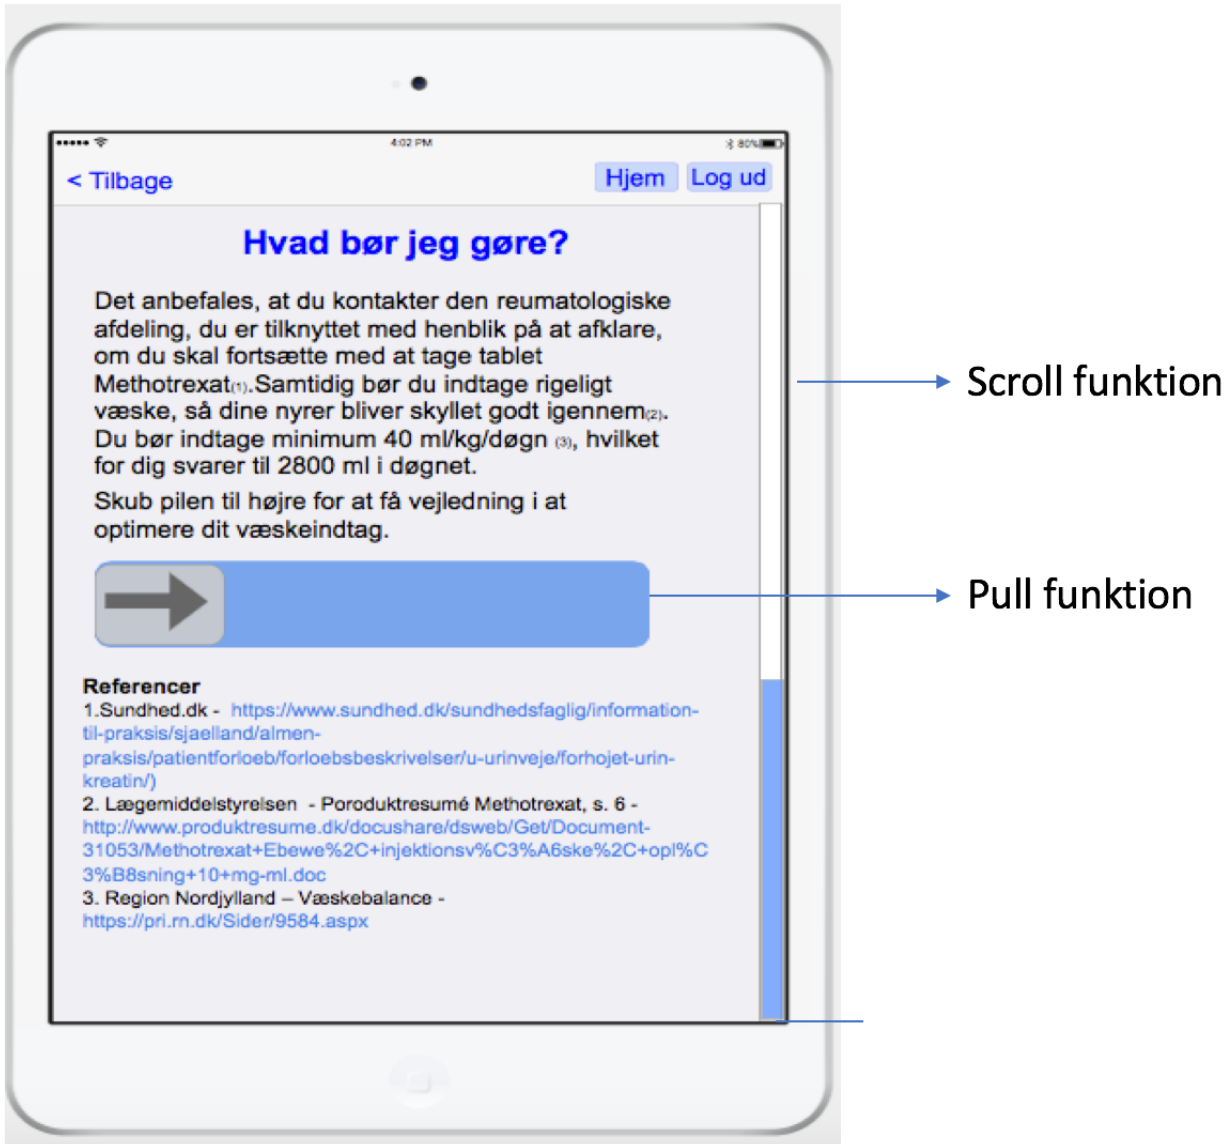 4:02 PM
80%
< Tilbage
Hjem
Log ud
Hvad bør jeg gøre?
Det anbefales, at du kontakter den reumatologiske
afdeling, du er tilknyttet med henblik på at afklare,
om du skal fortsætte med at tage tablet
Methotrexat(1).Samtidig bør du indtage rigeligt
væske, så dine nyrer bliver skyllet godt igennem(2).
Du bør indtage minimum 40 ml/kg/døgn (3), hvilket
for dig svarer til 2800 ml i døgnet.
Skub pilen til højre for at få vejledning i at
optimere dit væskeindtag.
Scroll funktion
Pull funktion
Referencer
1.Sundhed.dk - https://www.sundhed.dk/sundhedsfaglig/information-
til-praksis/sjaelland/almen-
praksis/patientforloeb/forloebsbeskrivelser/u-urinveje/forhojet-urin-
kreatin/)
2. Lægemiddelstyrelsen - Poroduktresumé Methotrexat, s. 6 -
http://www.produktresume.dk/docushare/dsweb/Get/Document-
31053/Methotrexat+Ebewe%2C+injektionsv%C3%A6ske%2C+opl%C
3%B8sning+10+mg-ml.doc
3. Region Nordjylland – Væskebalance -
https://pri.rn.dk/Sider/9584.aspx